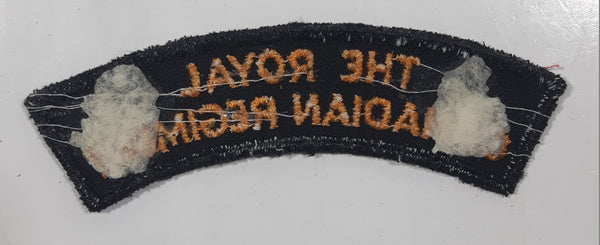 THE ROYAL
ADIAN REGIM